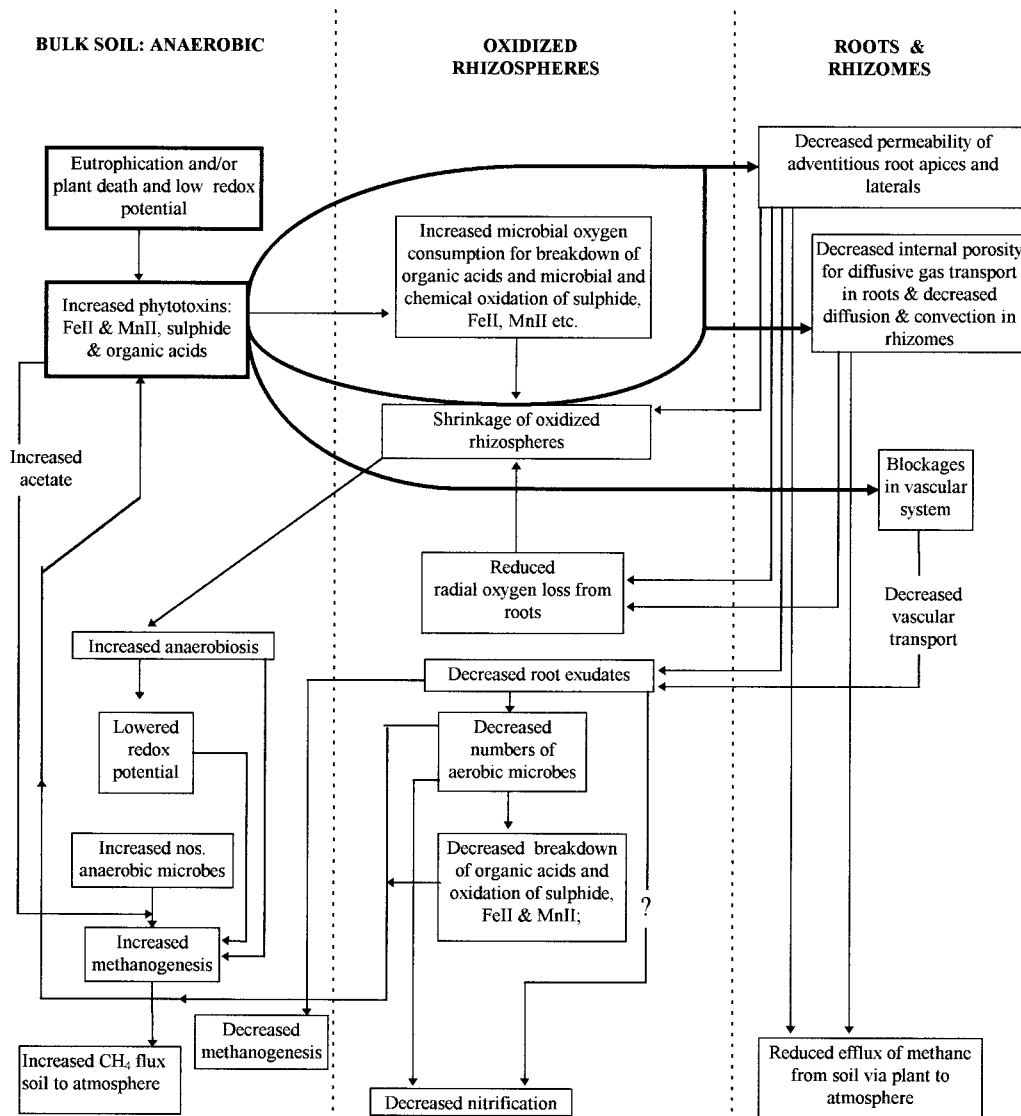 BULK SOIL: ANAEROBIC
OXIDIZED
RHIZOSPHERES
ROOTS &
RHIZOMES
Eutrophication and/or
plant death and low redox
potential
Increased phytotoxins:
FeII & MnII, sulphide
& organic acids
Increased
acetate
Increased anaerobiosis
Lowered
redox
potential
Increased nos.
anaerobic microbes
Increased
methanogenesis
Increased CH₄ flux
soil to atmosphere
Increased microbial oxygen
consumption for breakdown of
organic acids and microbial and
chemical oxidation of sulphide,
FeII, MnII etc.
Shrinkage of oxidized
rhizospheres
Reduced
radial oxygen loss from
roots
Decreased root exudates
Decreased
numbers of
aerobic microbes
Decreased breakdown
of organic acids and
oxidation of sulphide,
FeII & MnII;
?
Decreased
methanogenesis
Decreased nitrification
Decreased permeability of
adventitious root apices and
laterals
Decreased internal porosity
for diffusive gas transport
in roots & decreased
diffusion & convection in
rhizomes
Blockages
in vascular
system
Decreased
vascular
transport
Reduced efflux of methane
from soil via plant to
atmosphere